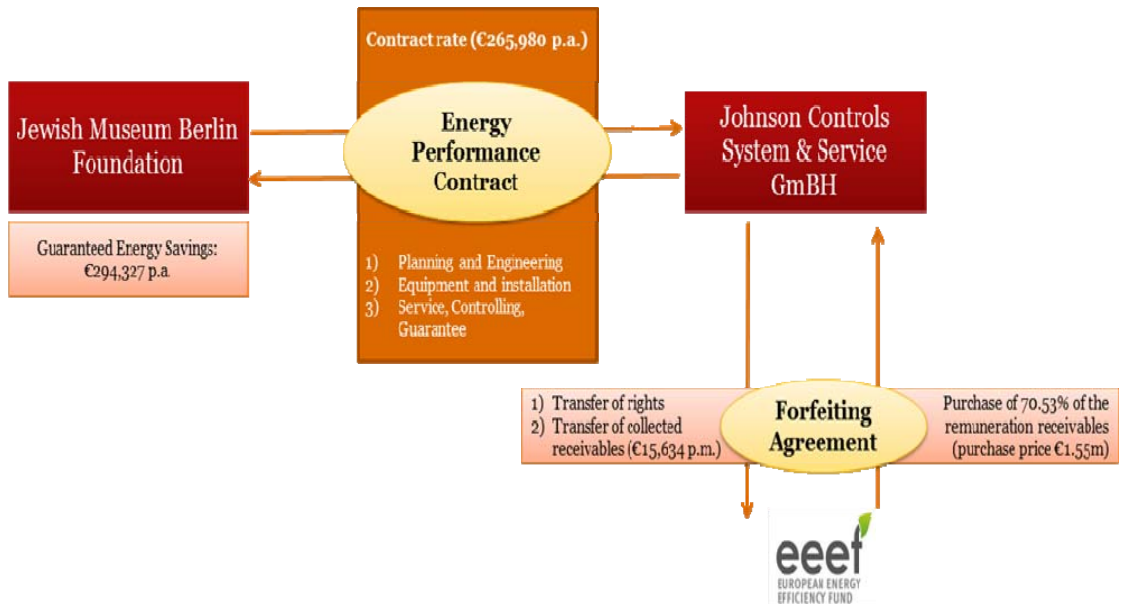 Contract rate (€265,980 p.a.)
Jewish Museum Berlin
Foundation
Energy
Performance
Contract
Johnson Controls
System & Service
GmBH
Guaranteed Energy Savings:
€294,327 p.a
1) Planning and Engineering
2) Equipment and installation
3) Service, Controlling,
Guarantee
1) Transfer of rights
2) Transfer of collected
receivables (€15,634 p.m.)
Forfeiting
Agreement
Purchase of 70.53% of the
remuneration receivables
(purchase price €1.55m)
eeef
EUROPEAN ENERGY
EFFICIENCY FUND